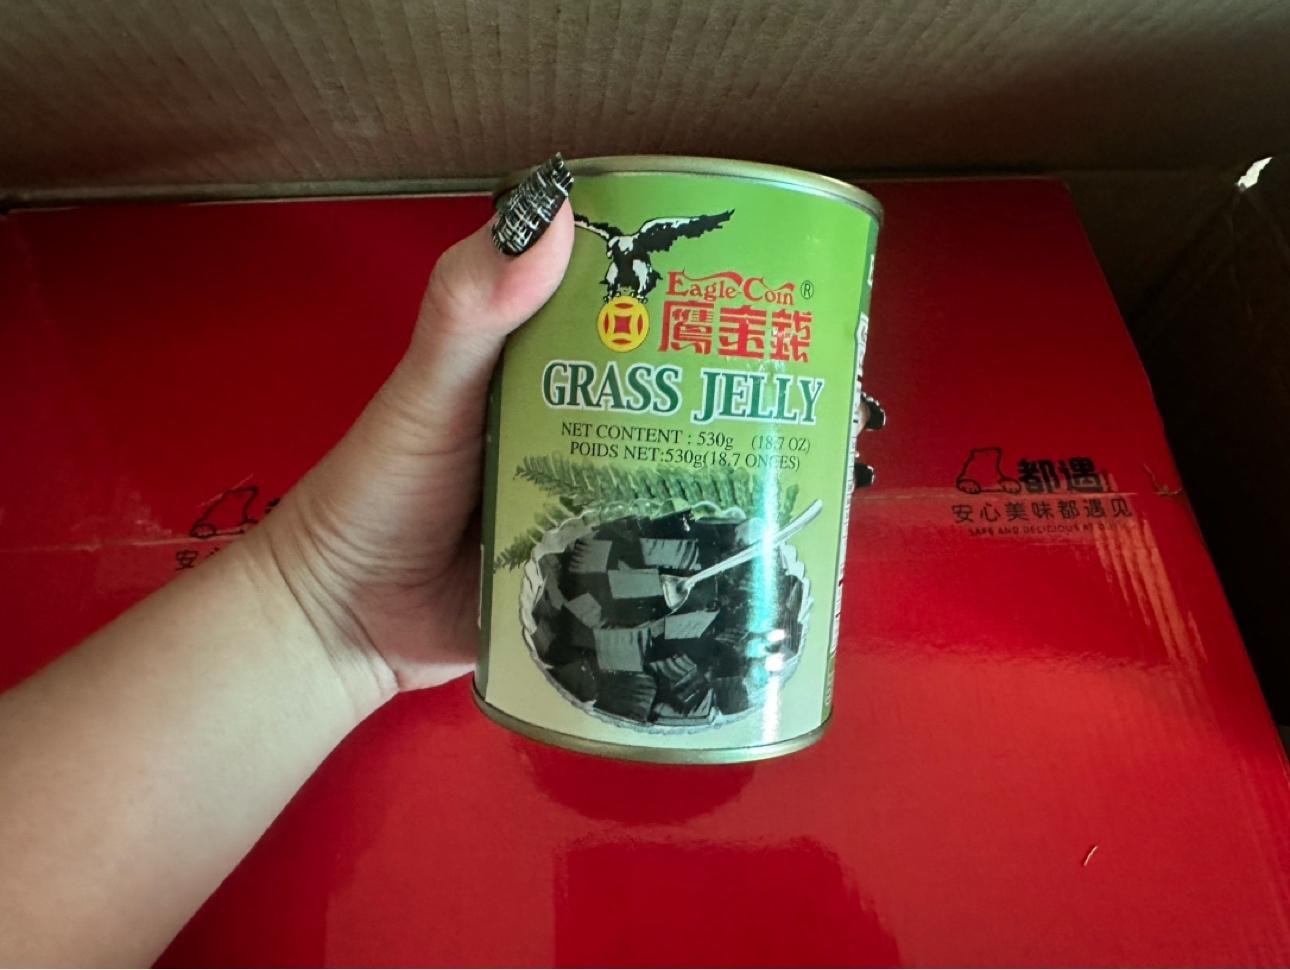 Eagle-Coin ®
鷹金錢
GRASS JELLY
NET CONTENT : 530g (18.7 OZ)
POIDS NET:530g(18.7 ONCES)
都遇
安心美味都遇见
SAFE AND DELICIOUS
安